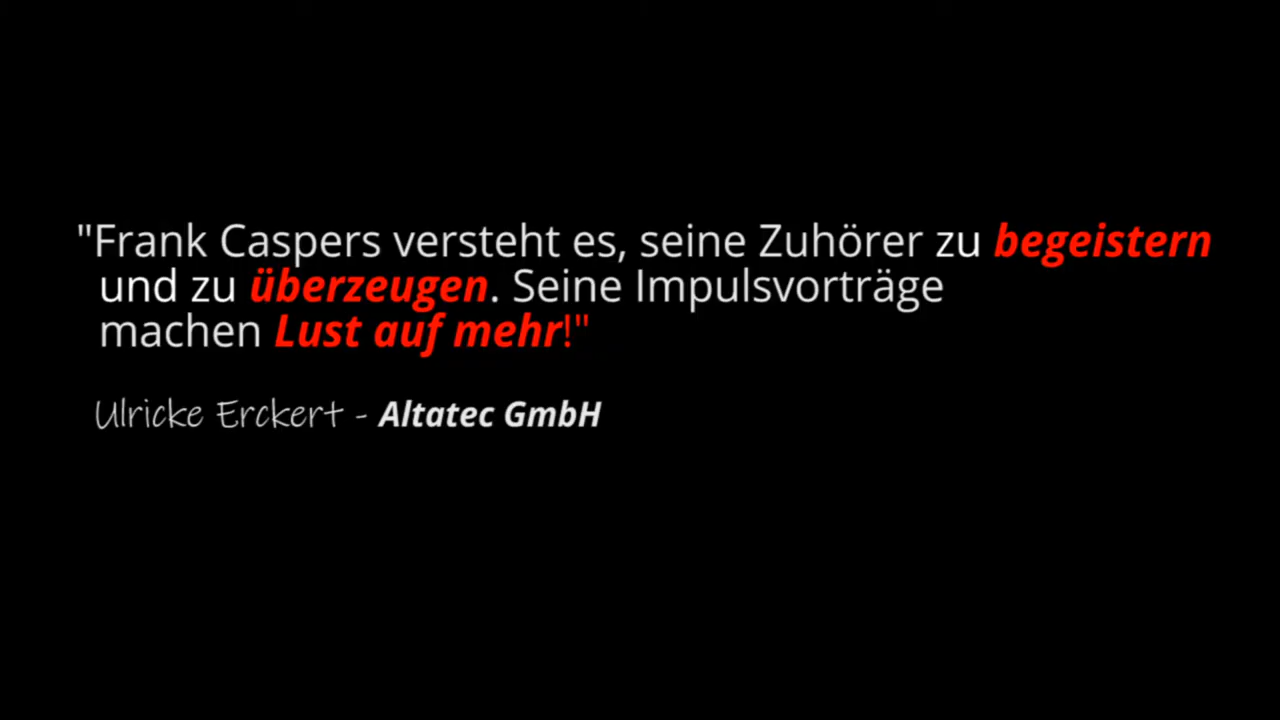 "Frank Caspers versteht es, seine Zuhörer zu begeistern
und zu überzeugen. Seine Impulsvorträge
machen Lust auf mehr!"
Ulricke Erckert - Altatec GmbH